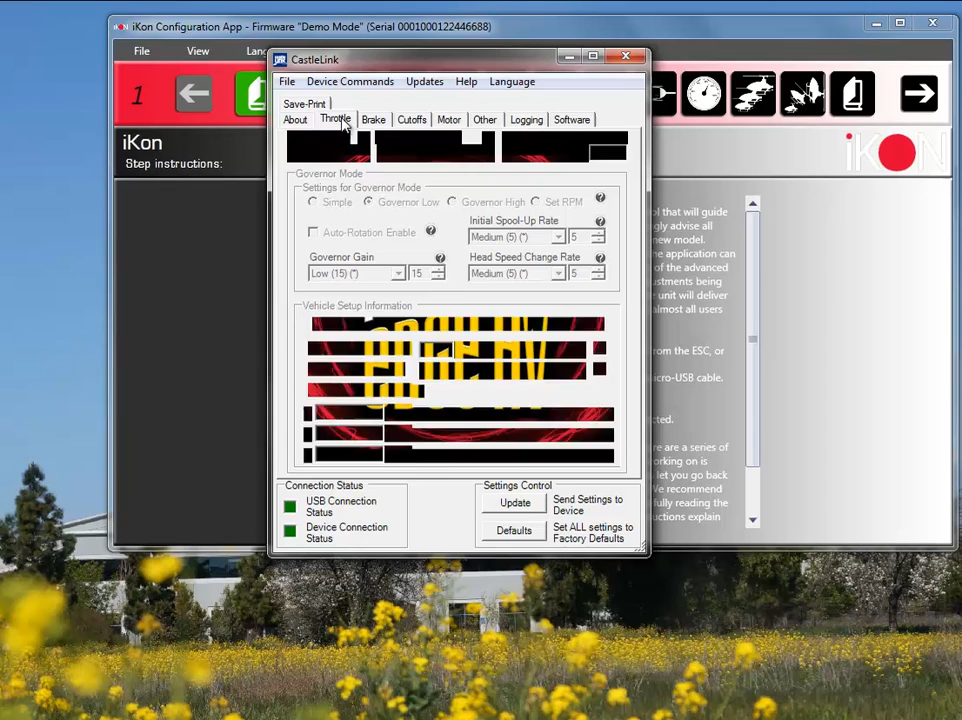 iKon Configuration App - Firmware "Demo Mode" (Serial 0001000122446688)
File View Lang
1
iKon
Step instructions:
iKON
CastleLink
File Device Commands Updates Help Language
Save-Print
About Throttle Brake Cutoffs Motor Other Logging Software
Governor Mode
Settings for Governor Mode
Simple Governor Low Governor High Set RPM
Auto-Rotation Enable
Initial Spool-Up Rate
Medium (5) (*) 5
Governor Gain
Low (15) (*) 15
Head Speed Change Rate
Medium (5) (*) 5
Vehicle Setup Information
Connection Status
USB Connection
Status
Device Connection
Status
Settings Control
Update
Send Settings to
Device
Defaults
Set ALL settings to
Factory Defaults
ol that will guide
ngly advise all
new model.
e application can
of the advanced
ustments being
e unit will deliver
almost all users
from the ESC, or
icro-USB cable.
cted.
ere are a series of
working on is
let you go back
We recommend
fully reading the
uctions explain